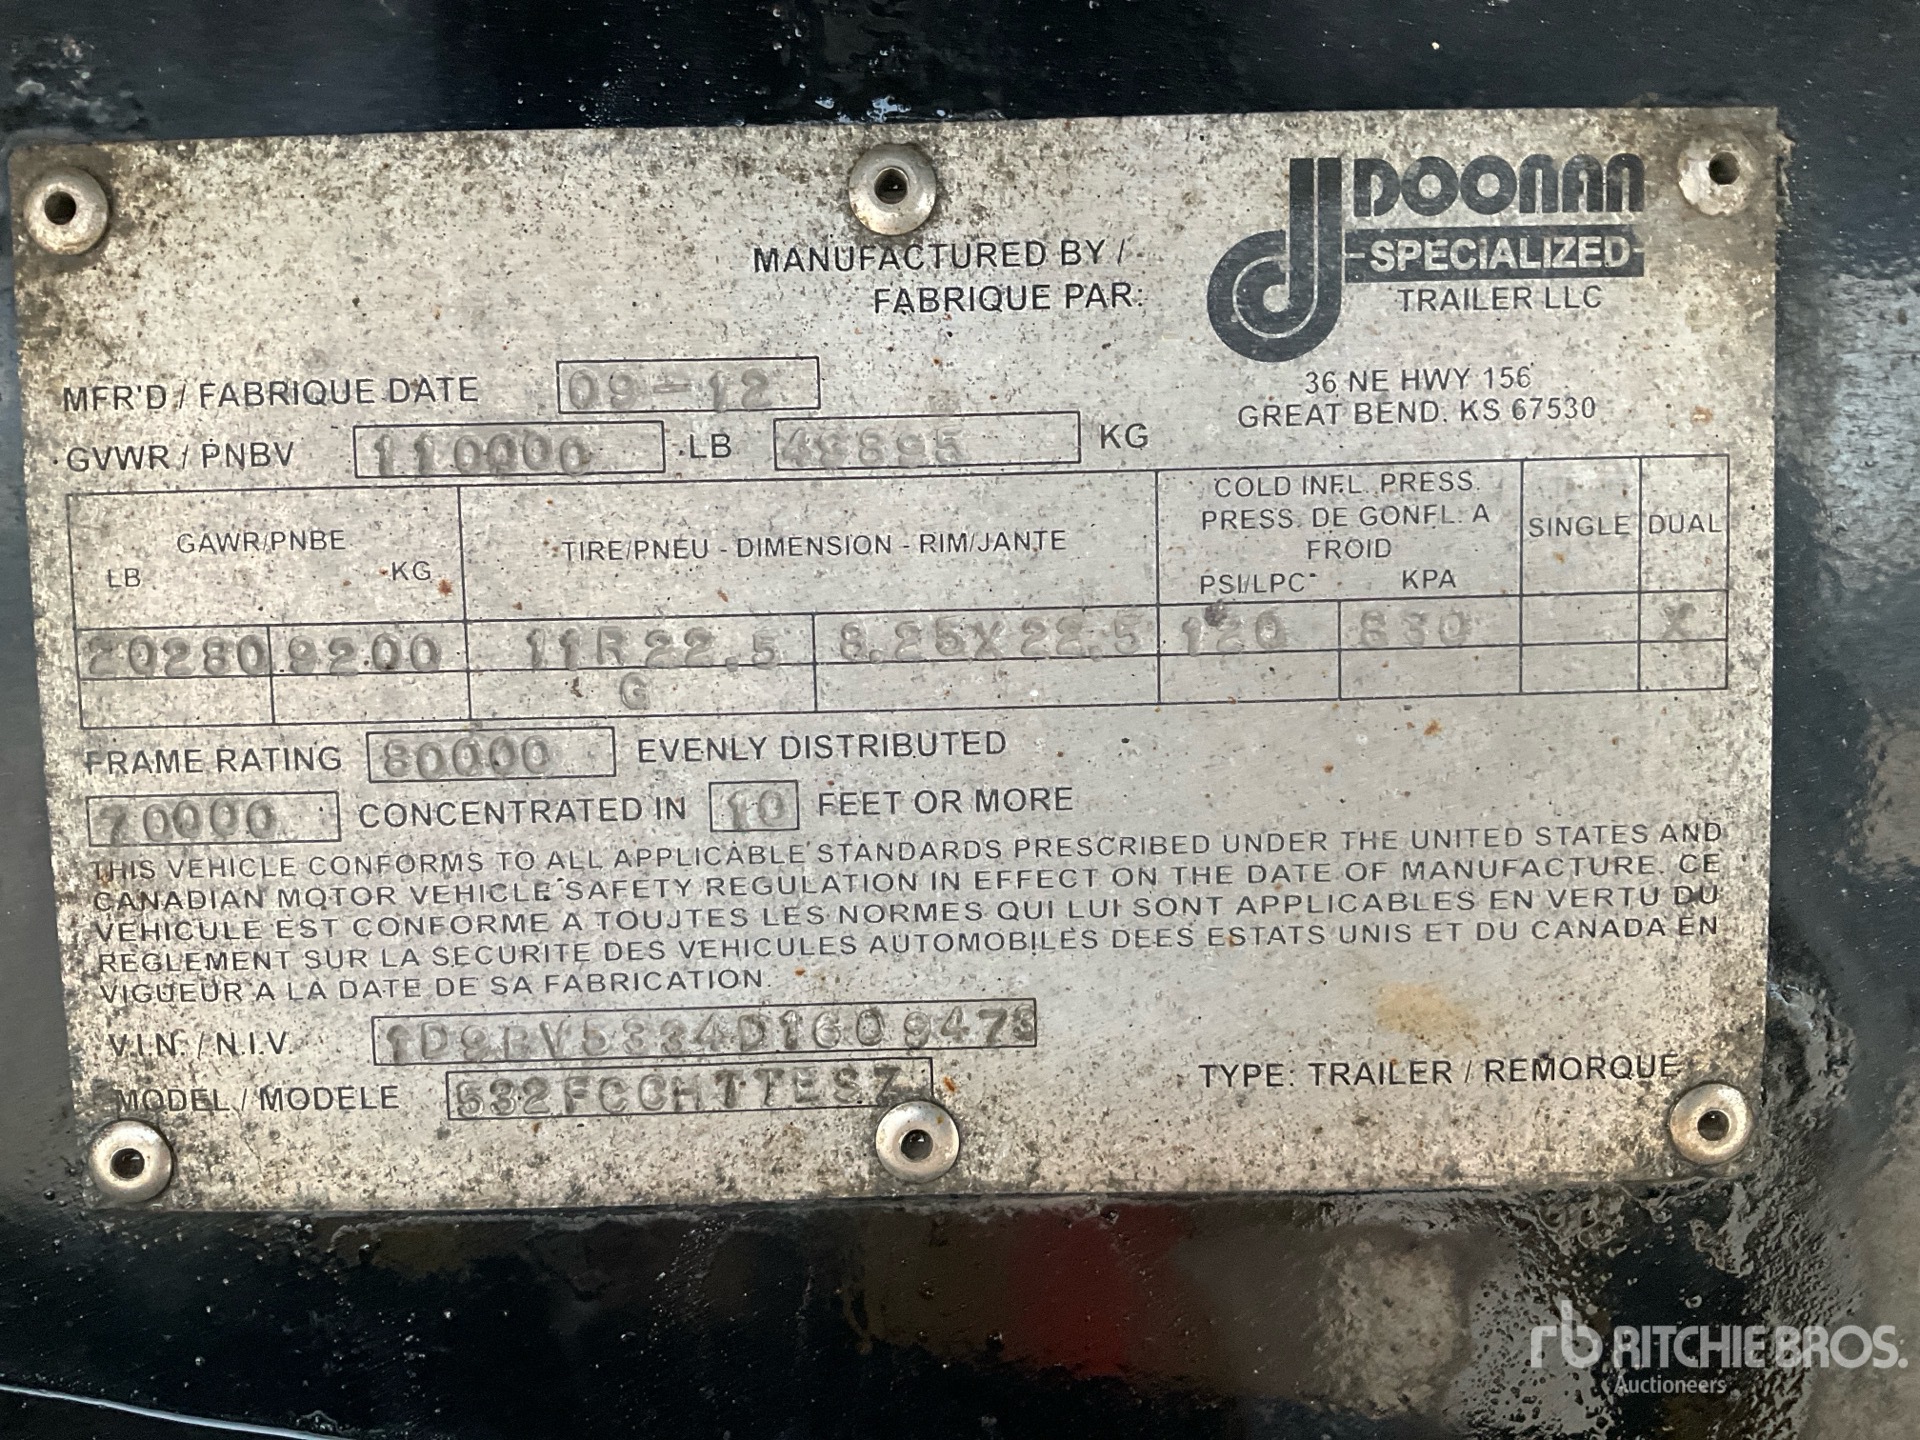 DOONAN
SPECIALIZED
TRAILER LLC
MANUFACTURED BY /
FABRIQUE PAR:
36 NE HWY 156
GREAT BEND. KS 67530
MFR'D / FABRIQUE DATE 09-12
GVWR / PNBV 110000 LB 49895 KG
GAWR/PNBE
LB KG
TIRE/PNEU - DIMENSION - RIM/JANTE
COLD INFL. PRESS.
PRESS. DE GONFL. A
FROID
PSI/LPC KPA
SINGLE DUAL
20280 9200 11R22.5 8.25X22.5 120 830 X
G
FRAME RATING 80000 EVENLY DISTRIBUTED
70000 CONCENTRATED IN 10 FEET OR MORE
THIS VEHICLE CONFORMS TO ALL APPLICABLE STANDARDS PRESCRIBED UNDER THE UNITED STATES AND
CANADIAN MOTOR VEHICLE SAFETY REGULATION IN EFFECT ON THE DATE OF MANUFACTURE. CE
VEHICULE EST CONFORME A TOUJTES LES NORMES QUI LUI SONT APPLICABLES EN VERTU DU
REGLEMENT SUR LA SECURITE DES VEHICULES AUTOMOBILES DEES ESTATS UNIS ET DU CANADA EN
VIGUEUR A LA DATE DE SA FABRICATION.
V.I.N. / N.I.V.
MODEL / MODELE 532FCCHTTESZ
TYPE: TRAILER / REMORQUE
rb RITCHIE BROS.
Auctioneers